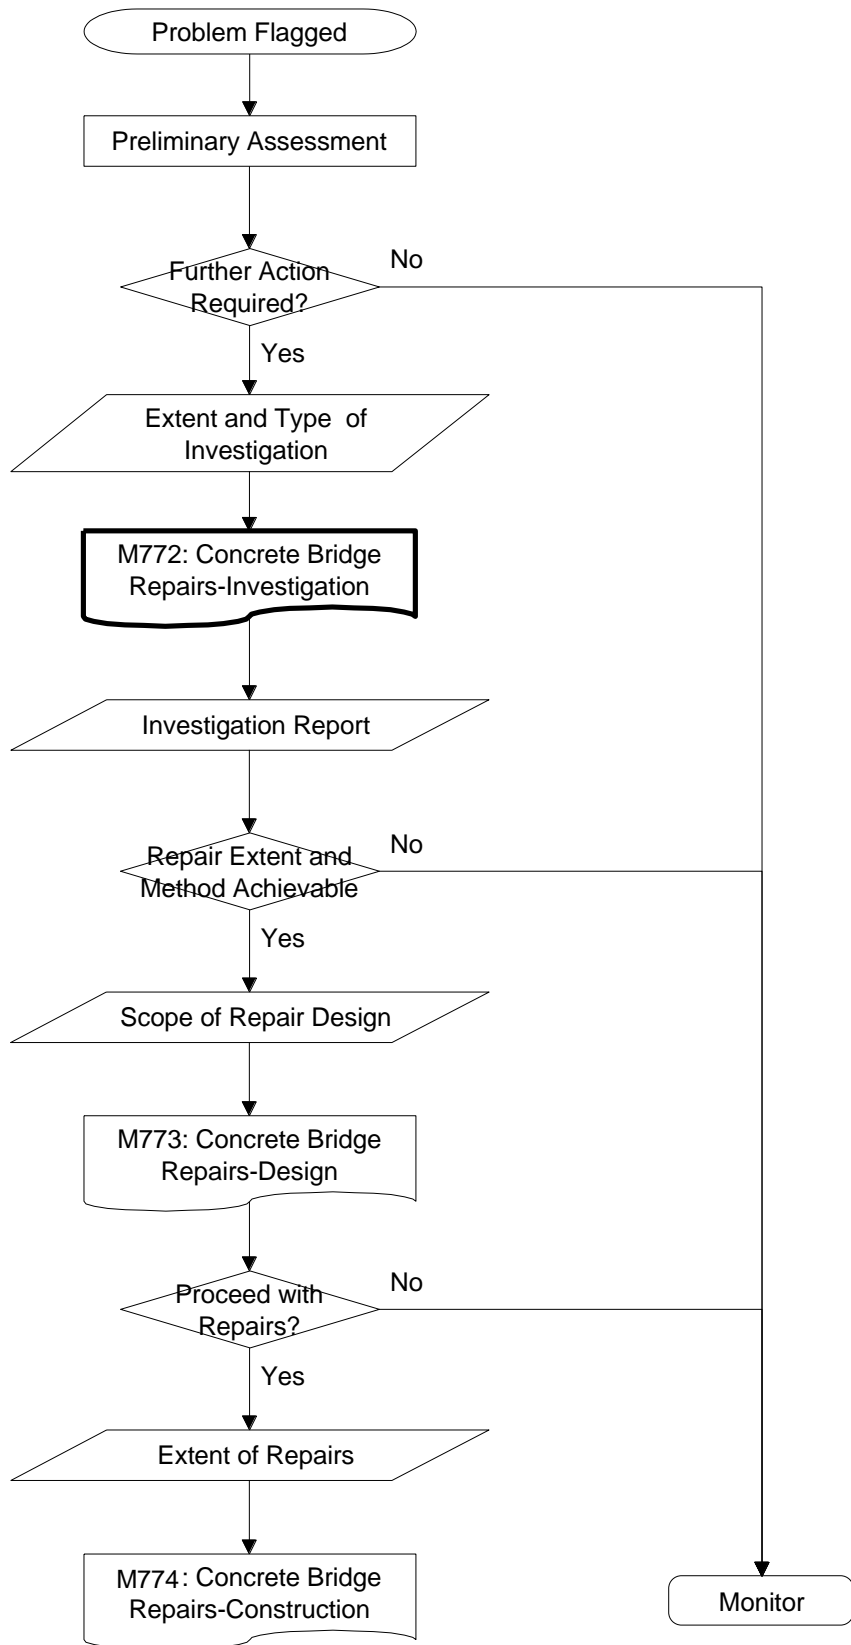 Problem Flagged
Preliminary Assessment
Further Action
Required?
No
Yes
Extent and Type of
Investigation
M772: Concrete Bridge
Repairs-Investigation
Investigation Report
Repair Extent and
Method Achievable
No
Yes
Scope of Repair Design
M773: Concrete Bridge
Repairs-Design
Proceed with
Repairs?
No
Yes
Extent of Repairs
M774: Concrete Bridge
Repairs-Construction
Monitor